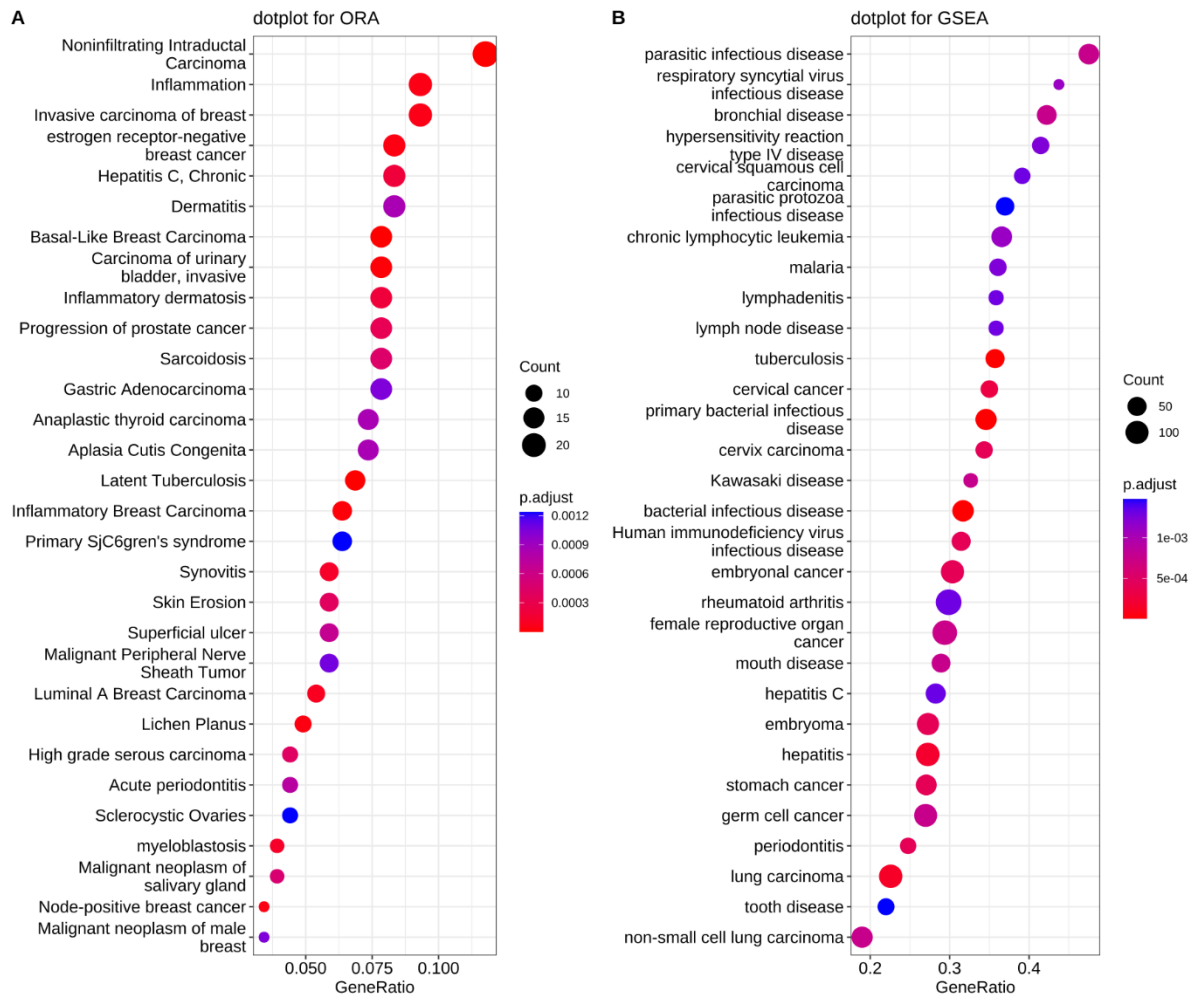 A
dotplot for ORA
Noninfiltrating Intraductal
Carcinoma
Inflammation
Invasive carcinoma of breast
estrogen receptor-negative
breast cancer
Hepatitis C, Chronic
Dermatitis
Basal-Like Breast Carcinoma
Carcinoma of urinary
bladder, invasive
Inflammatory dermatosis
Progression of prostate cancer
Sarcoidosis
Gastric Adenocarcinoma
Anaplastic thyroid carcinoma
Aplasia Cutis Congenita
Latent Tuberculosis
Inflammatory Breast Carcinoma
Primary SjC6gren's syndrome
Synovitis
Skin Erosion
Superficial ulcer
Malignant Peripheral Nerve
Sheath Tumor
Luminal A Breast Carcinoma
Lichen Planus
High grade serous carcinoma
Acute periodontitis
Sclerocystic Ovaries
myeloblastosis
Malignant neoplasm of
salivary gland
Node-positive breast cancer
Malignant neoplasm of male
breast
0.050 0.075 0.100
GeneRatio
Count
10
15
20
p.adjust
0.0012
0.0009
0.0006
0.0003
B
dotplot for GSEA
parasitic infectious disease
respiratory syncytial virus
infectious disease
bronchial disease
hypersensitivity reaction
type IV disease
cervical squamous cell
carcinoma
parasitic protozoa
infectious disease
chronic lymphocytic leukemia
malaria
lymphadenitis
lymph node disease
tuberculosis
cervical cancer
primary bacterial infectious
disease
cervix carcinoma
Kawasaki disease
bacterial infectious disease
Human immunodeficiency virus
infectious disease
embryonal cancer
rheumatoid arthritis
female reproductive organ
cancer
mouth disease
hepatitis C
embryoma
hepatitis
stomach cancer
germ cell cancer
periodontitis
lung carcinoma
tooth disease
non-small cell lung carcinoma
0.2 0.3 0.4
GeneRatio
Count
50
100
p.adjust
1e-03
5e-04